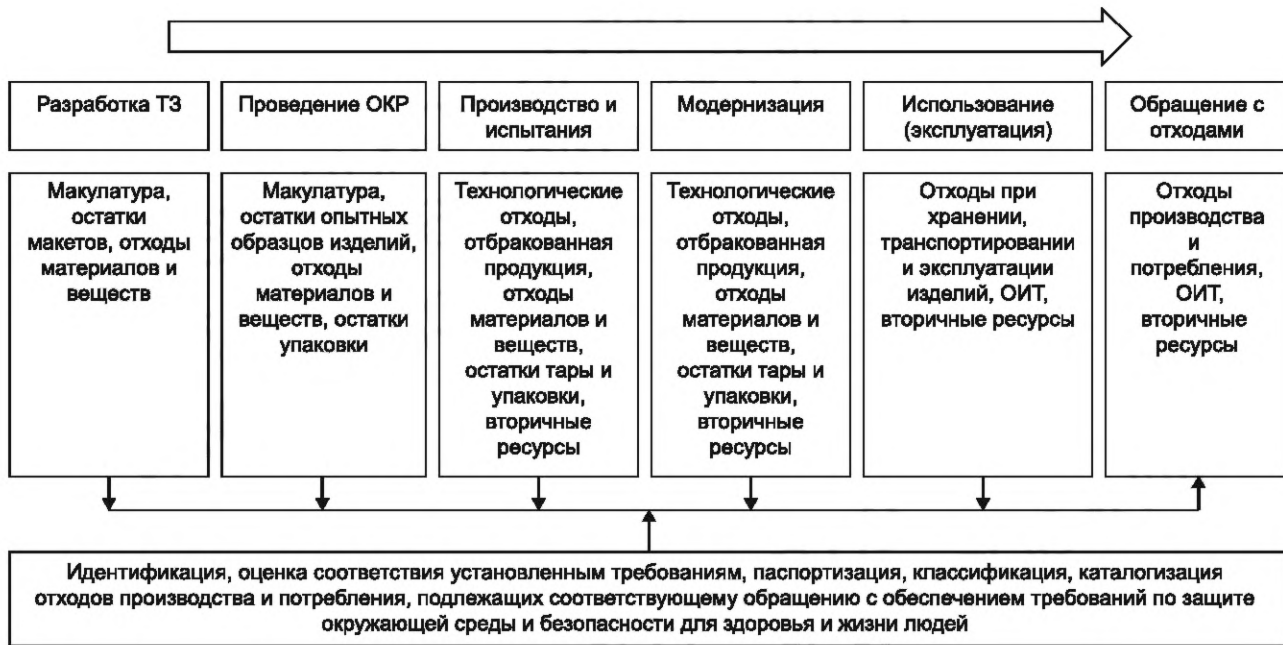 Разработка ТЗ
Проведение ОКР
Производство и
испытания
Модернизация
Использование
(эксплуатация)
Обращение с
отходами
Макулатура,
остатки
макетов, отходы
материалов и
веществ
Макулатура,
остатки опытных
образцов изделий,
отходы
материалов и
веществ, остатки
упаковки
Технологические
отходы,
отбракованная
продукция,
отходы
материалов и
веществ,
остатки тары и
упаковки,
вторичные
ресурсы
Технологические
отходы,
отбракованная
продукция,
отходы
материалов и
веществ,
остатки тары и
упаковки,
вторичные
ресурсы
Отходы при
хранении,
транспортировании
и эксплуатации
изделий, ОИТ,
вторичные ресурсы
Отходы
производства
и
потребления,
ОИТ,
вторичные
ресурсы
Идентификация, оценка соответствия установленным требованиям, паспортизация, классификация, каталогизация
отходов производства и потребления, подлежащих соответствующему обращению с обеспечением требований по защите
окружающей среды и безопасности для здоровья и жизни людей